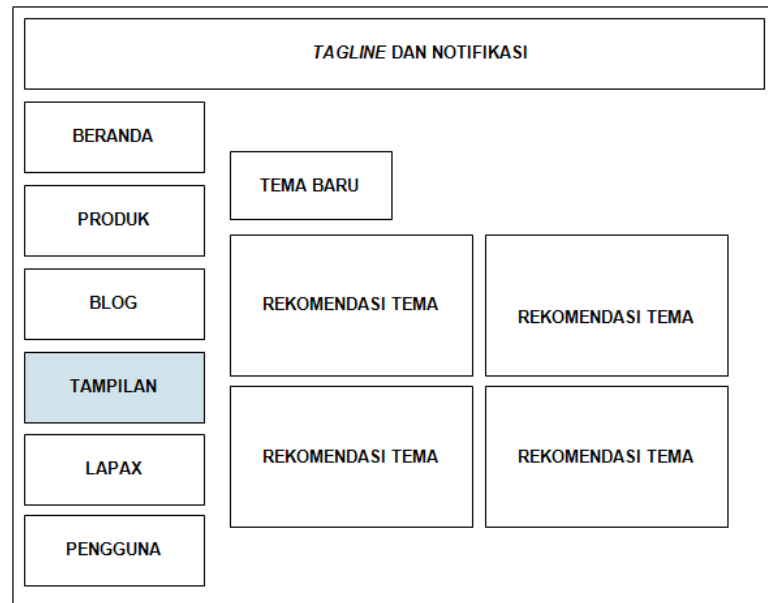 TAGLINE DAN NOTIFIKASI
BERANDA
PRODUK
BLOG
TAMPILAN
LAPAX
PENGGUNA
TEMA BARU
REKOMENDASI TEMA
REKOMENDASI TEMA
REKOMENDASI TEMA
REKOMENDASI TEMA